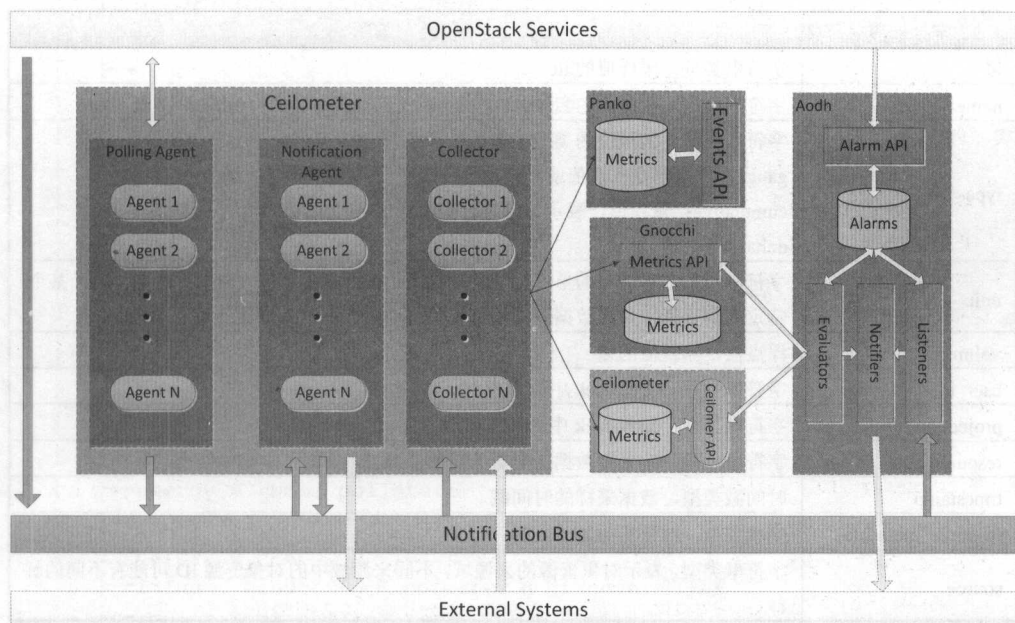 OpenStack Services
Ceilometer
Polling Agent
Agent 1
Agent 2
Agent N
Notification
Agent
Agent 1
Agent 2
Agent N
Collector
Collector 1
Collector 2
Collector N
Panko
Metrics
Events API
Gnocchi
Metrics API
Metrics
Ceilometer
Metrics
Ceilomer API
Aodh
Alarm API
Alarms
Evaluators
Notifiers
Listeners
Notification Bus
External Systems